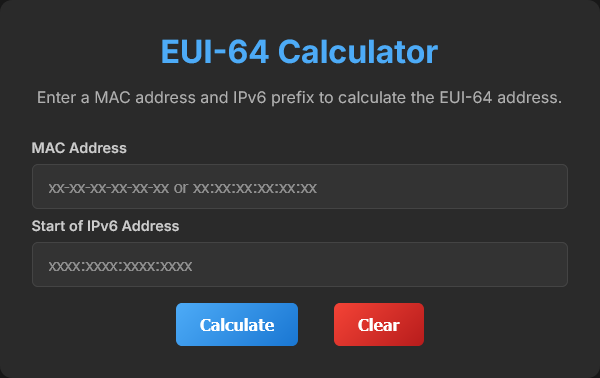 EUI-64 Calculator
Enter a MAC address and IPv6 prefix to calculate the EUI-64 address.
MAC Address
xx-xx-xx-xx-xx-xx or xx:xx:xx:xx:xx:xx
Start of IPv6 Address
xxxx:xxxx:xxxx:xxxx
Calculate Clear